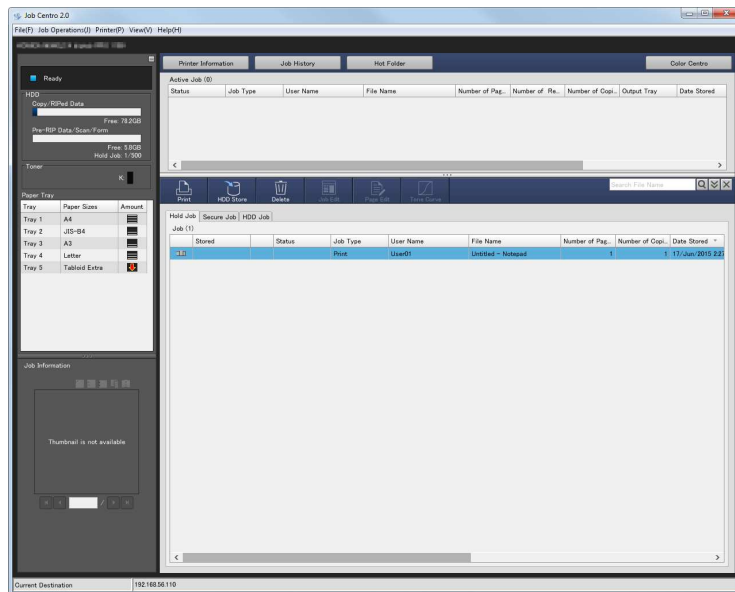 Job Centro 2.0
File(F) Job Operations(J) Printer(P) View(V) Help(H)
Ready
HDD
Copy/RIPed Data
Free: 78.2GB
Pre-RIP Data/Scan/Form
Free: 5.8GB
Hold Job: 1/500
Toner
K:
Paper Tray
Tray Paper Sizes Amount
Tray 1 A4
Tray 2 JIS-B4
Tray 3 A3
Tray 4 Letter
Tray 5 Tabloid Extra
Job Information
Thumbnail is not available
/
Printer Information Job History Hot Folder Color Centro
Active Job (0)
Status Job Type User Name File Name Number of Pag... Number of Re... Number of Copi... Output Tray Date Stored
Print HDD Store Delete Job Edit Page Edit Tone Curve
Search File Name
Hold Job Secure Job HDD Job
Job (1)
Stored Status Job Type User Name File Name Number of Pag... Number of Copi... Date Stored
Print User01 Untitled - Notepad 1 1 17/Jun/2015 2:27
Current Destination 192.168.56.110